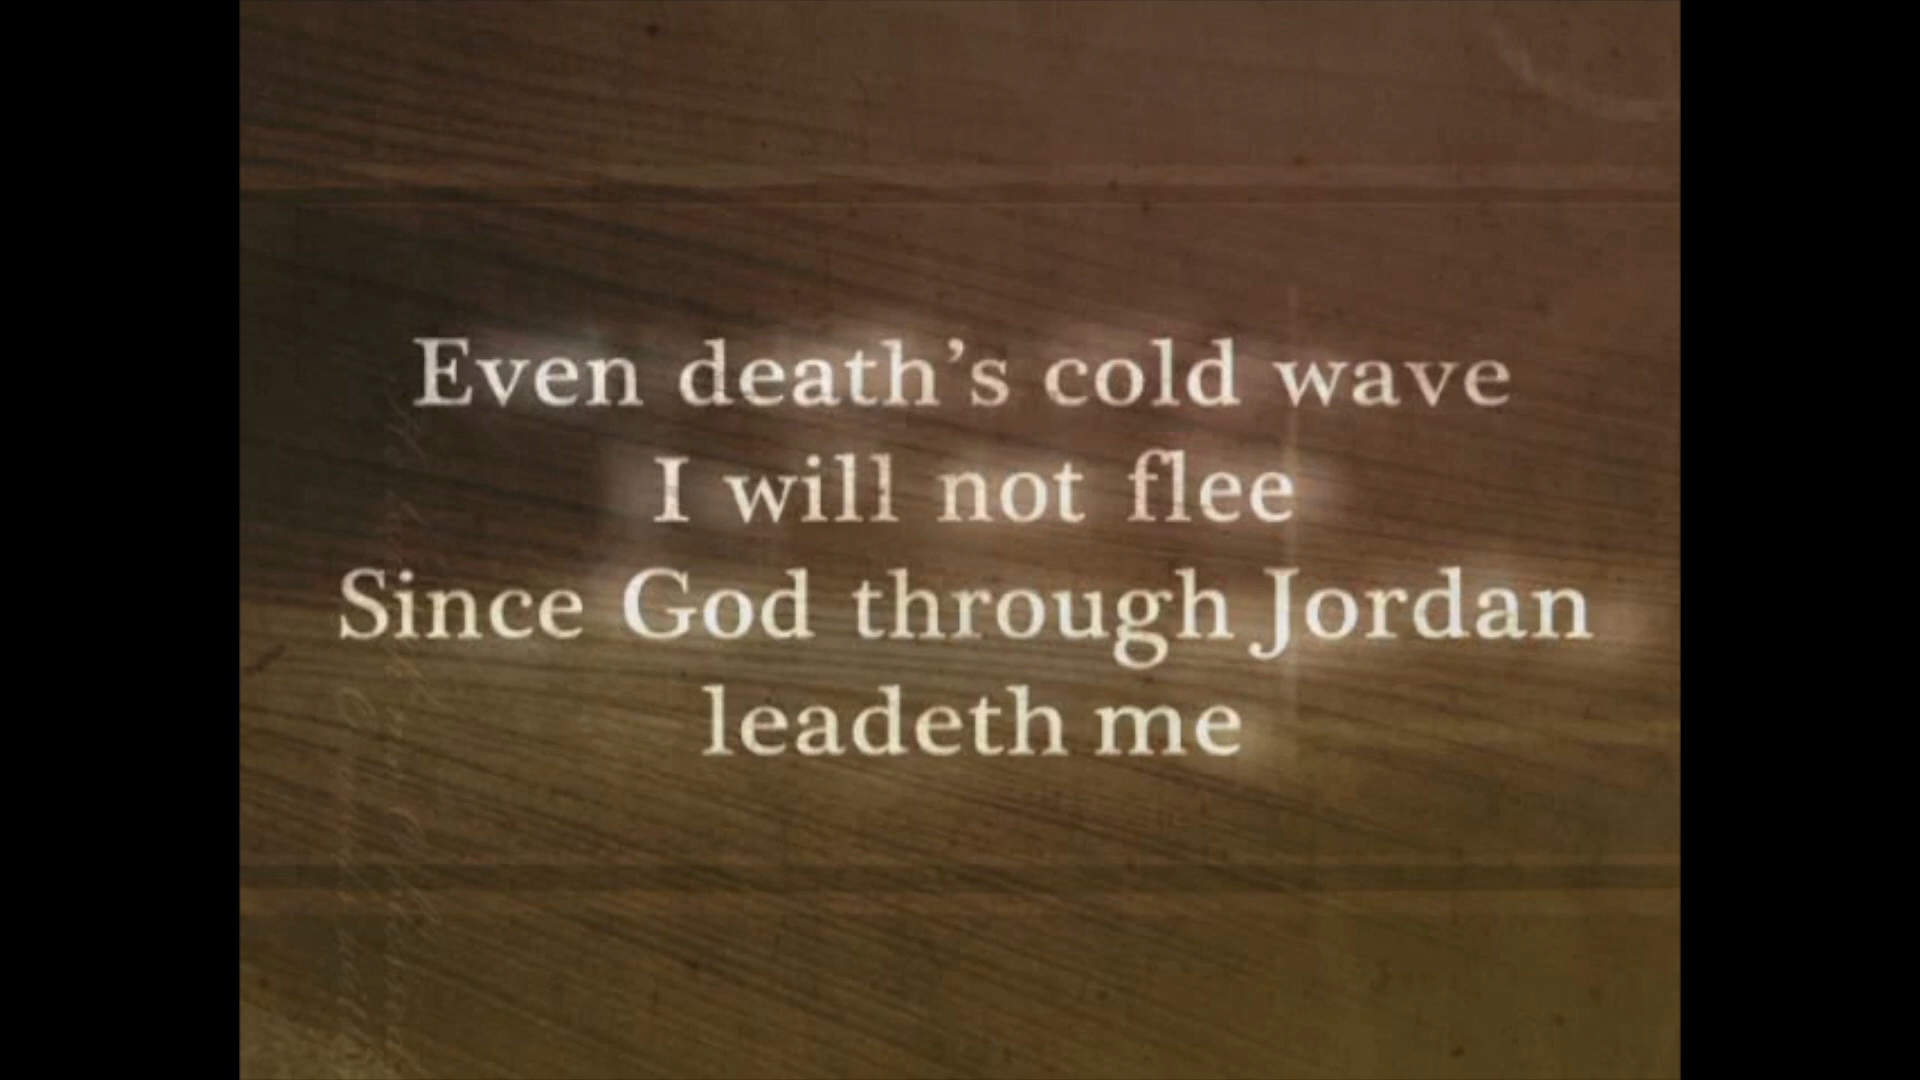 Even death’s cold wave
I will not flee
Since God through Jordan
leadeth me